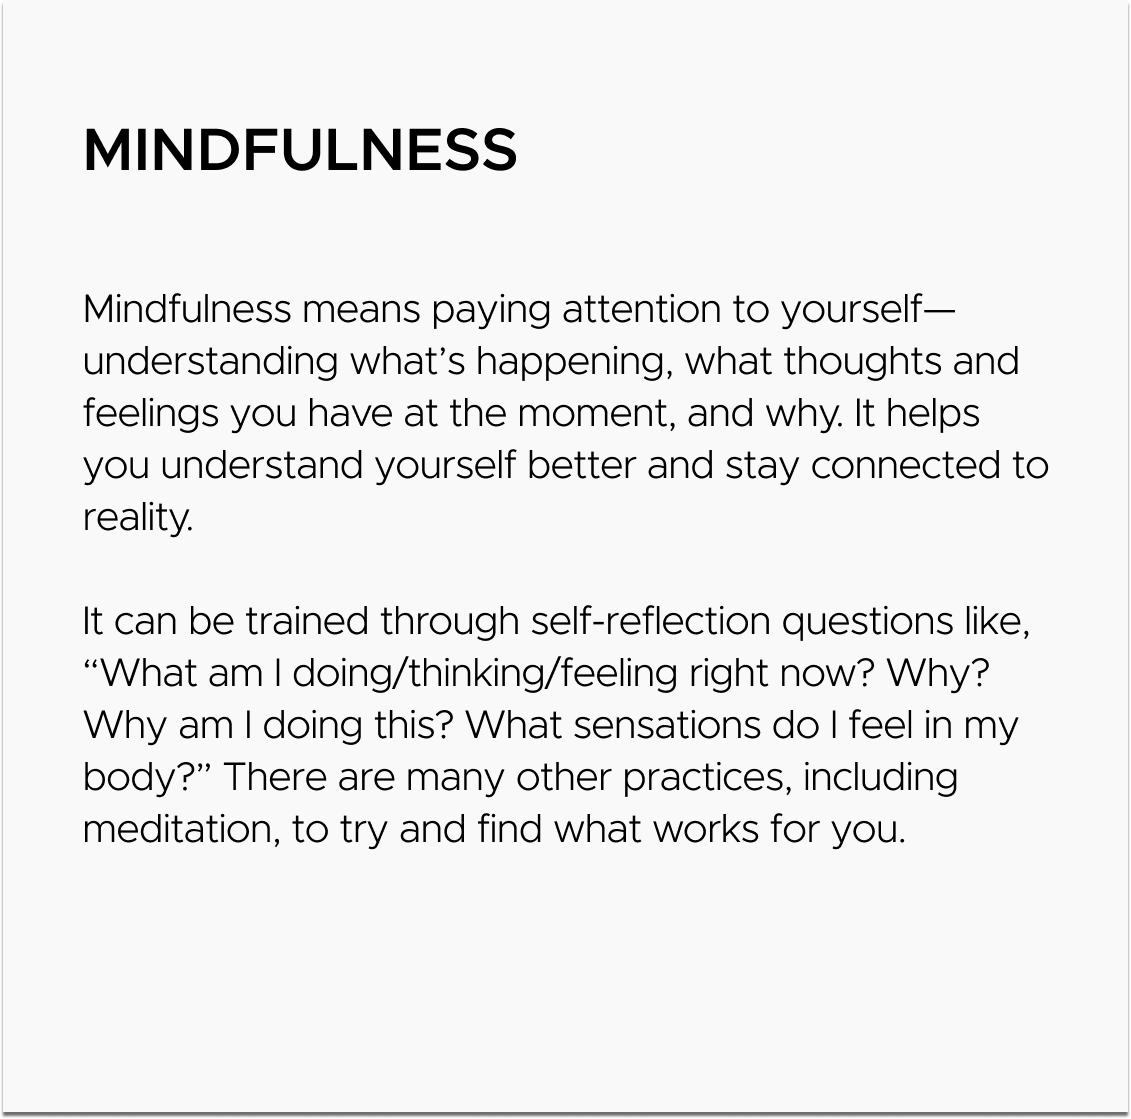 MINDFULNESS
Mindfulness means paying attention to yourself—
understanding what’s happening, what thoughts and
feelings you have at the moment, and why. It helps
you understand yourself better and stay connected to
reality.
It can be trained through self-reflection questions like,
“What am I doing/thinking/feeling right now? Why?
Why am I doing this? What sensations do I feel in my
body?” There are many other practices, including
meditation, to try and find what works for you.